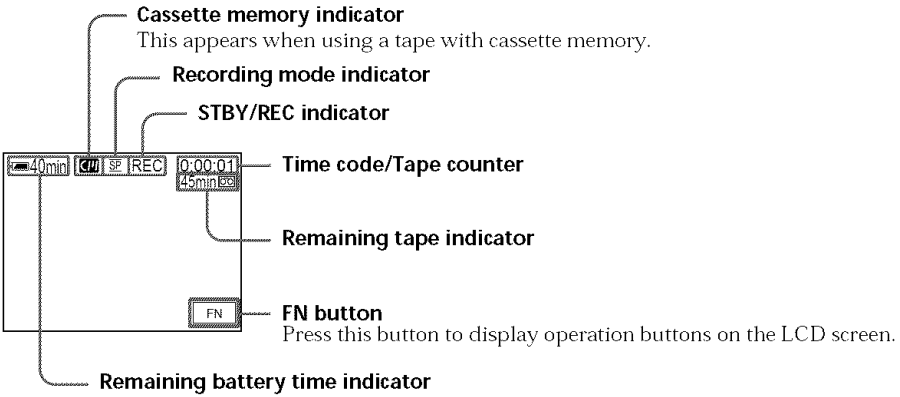 Cassette memory indicator
This appears when using a tape with cassette memory.
Recording mode indicator
STBY/REC indicator
40min CM SP REC 0:00:01
Time code/Tape counter
45min
Remaining tape indicator
FN
FN button
Press this button to display operation buttons on the LCD screen.
Remaining battery time indicator